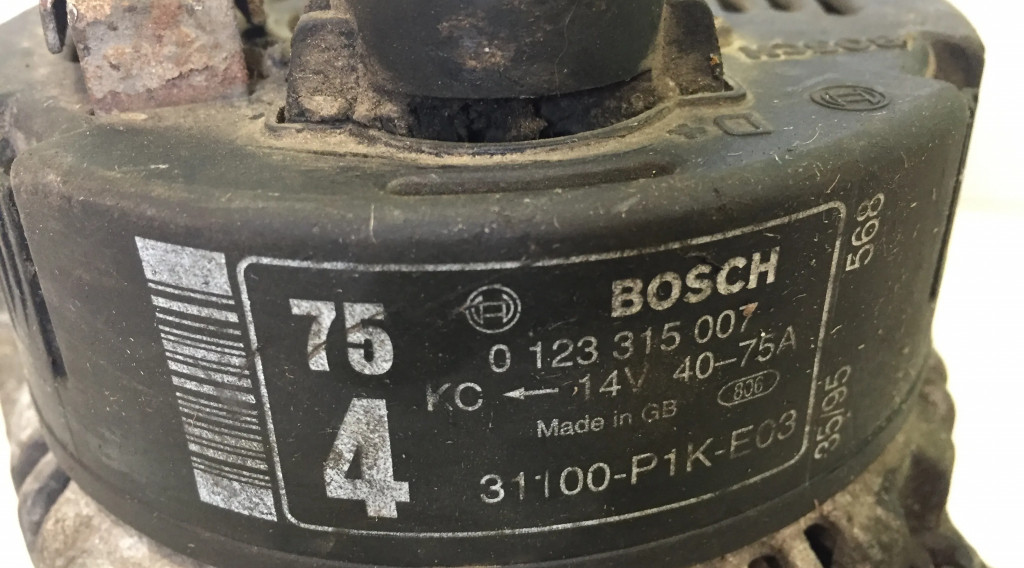 75
4
BOSCH
0 123 315 007
KC ← 14V 40–75A
Made in GB
31100-P1K-E03
568
35/95